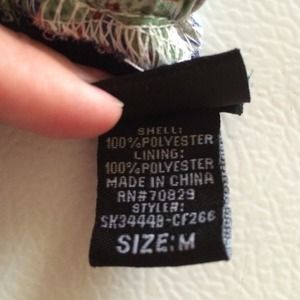 SHELL:
100%POLYESTER
LINING:
100%POLYESTER
MADE IN CHINA
RN#70829
STYLE#:
SK3444B-CF266
SIZE:M